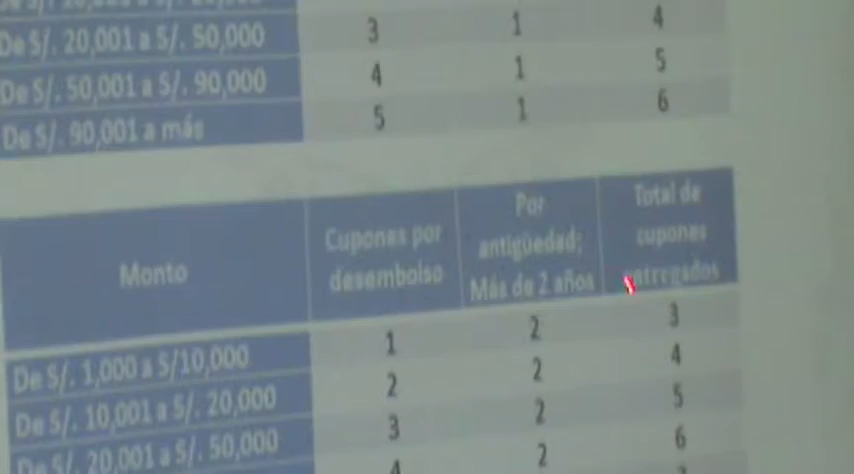 De S/. 20,001 a S/. 50,000 3 1 4
De S/. 50,001 a S/. 90,000 4 1 5
De S/. 90,001 a más 5 1 6
Monto Cupones por desembolso Por antigüedad; Más de 2 años Total de cupones entregados
De S/. 1,000 a S/10,000 1 2 3
De S/. 10,001 a S/. 20,000 2 2 4
De S/. 20,001 a S/. 50,000 3 2 5
4 2 6